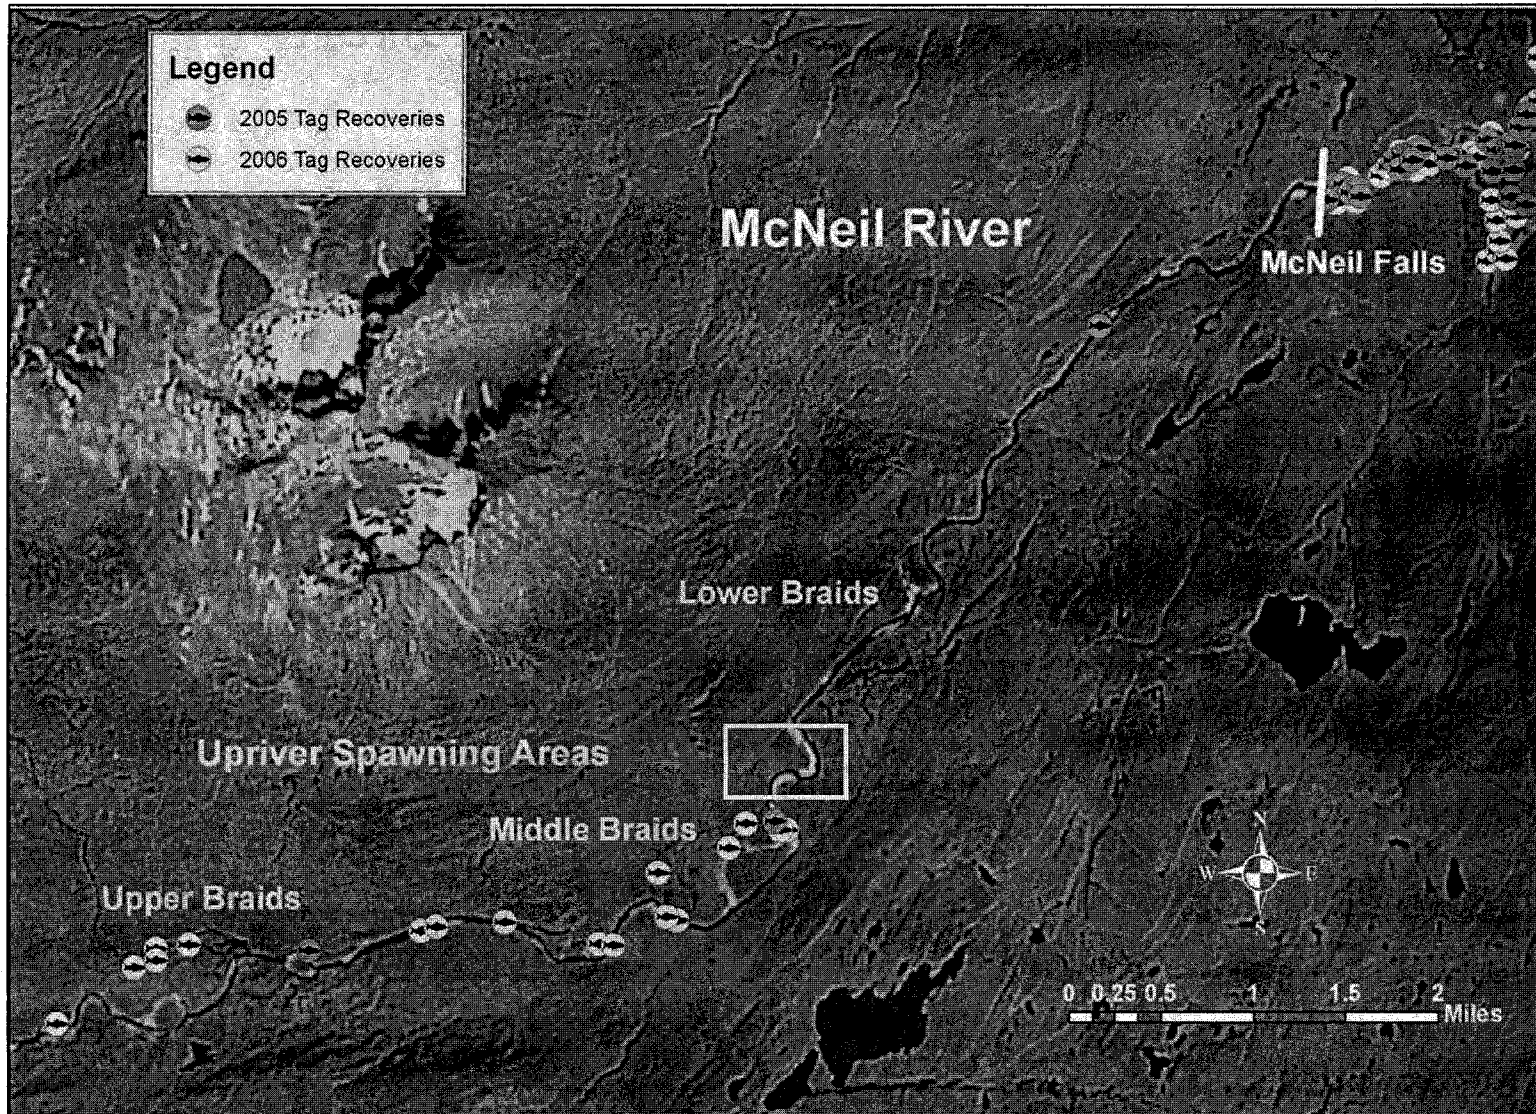 Legend
2005 Tag Recoveries
2006 Tag Recoveries
McNeil River
McNeil Falls
Lower Braids
Upriver Spawning Areas
Middle Braids
Upper Braids
N
W E
S
0 0.25 0.5 1 1.5 2
Miles